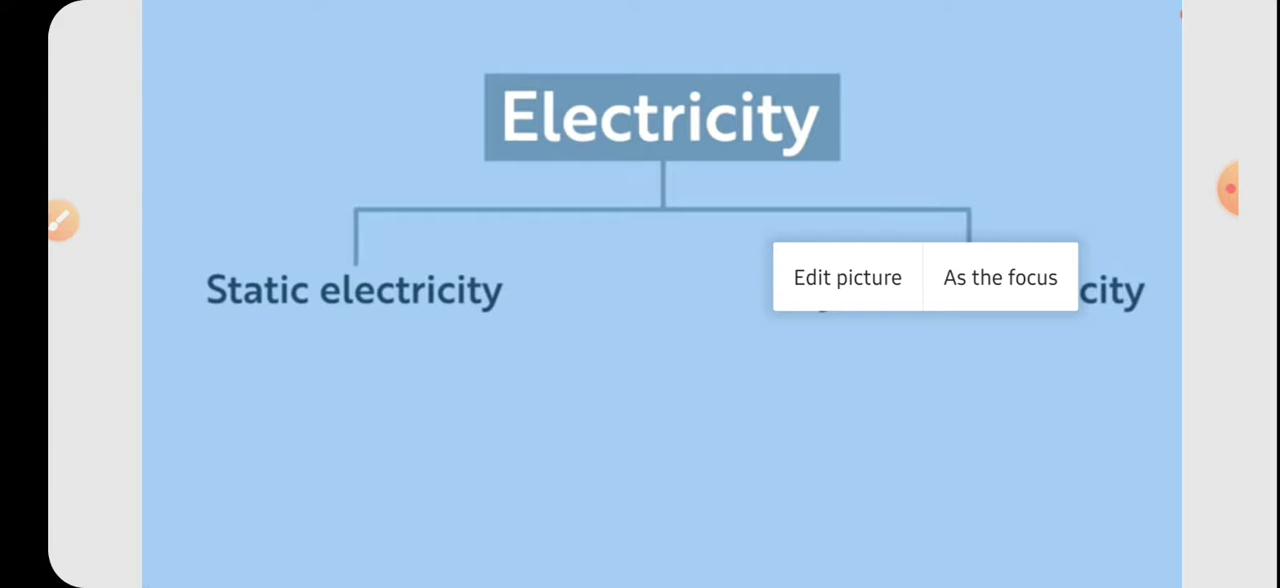 Electricity
Static electricity
Edit picture As the focus
city